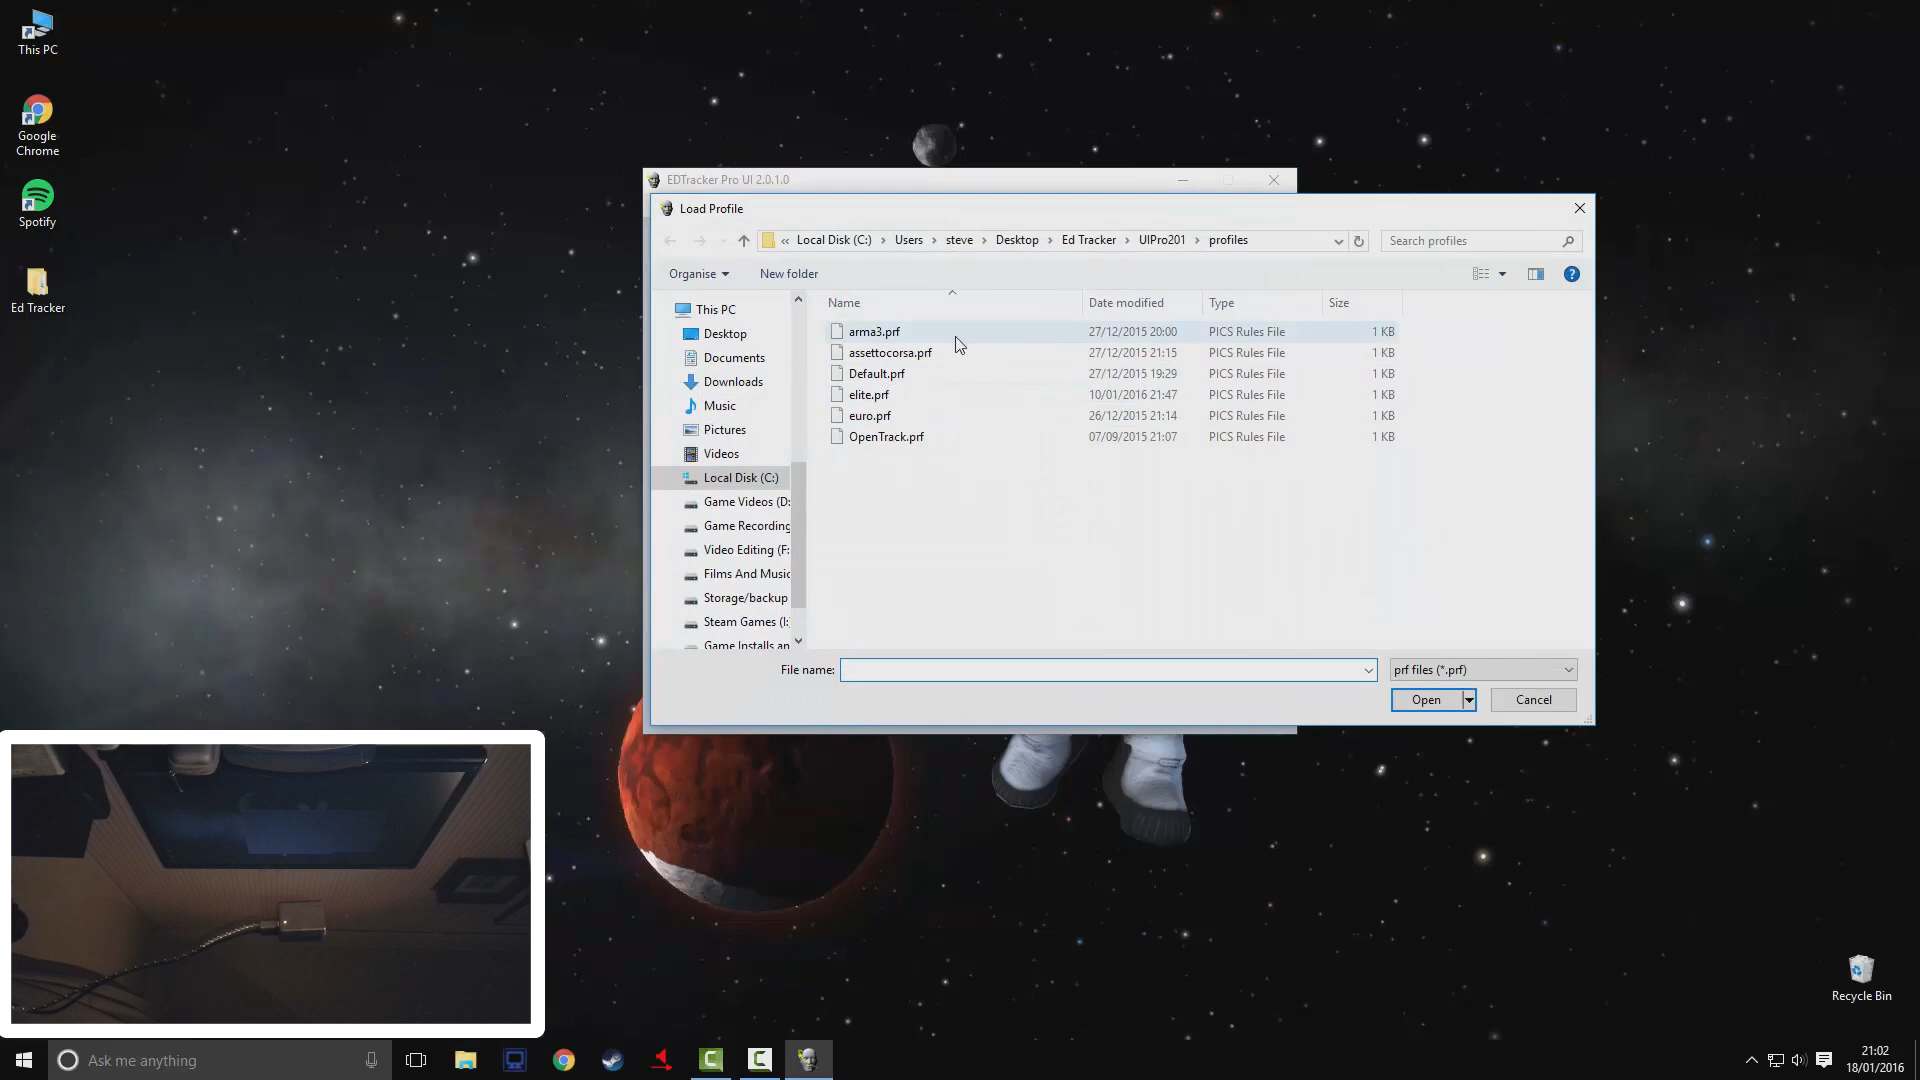 This PC
Google
Chrome
Spotify
Ed Tracker
EDTracker Pro UI 2.0.1.0
Load Profile
« Local Disk (C:) › Users › steve › Desktop › Ed Tracker › UIPro201 › profiles
Search profiles
Organise
New folder
This PC
Desktop
Documents
Downloads
Music
Pictures
Videos
Local Disk (C:)
Game Videos (D:
Game Recording
Video Editing (F:
Films And Music
Storage/backup
Steam Games (I:
Game Installs an
Name Date modified Type Size
arma3.prf 27/12/2015 20:00 PICS Rules File 1 KB
assettocorsa.prf 27/12/2015 21:15 PICS Rules File 1 KB
Default.prf 27/12/2015 19:29 PICS Rules File 1 KB
elite.prf 10/01/2016 21:47 PICS Rules File 1 KB
euro.prf 26/12/2015 21:14 PICS Rules File 1 KB
OpenTrack.prf 07/09/2015 21:07 PICS Rules File 1 KB
File name:
prf files (*.prf)
Open
Cancel
Recycle Bin
Ask me anything
21:02
18/01/2016